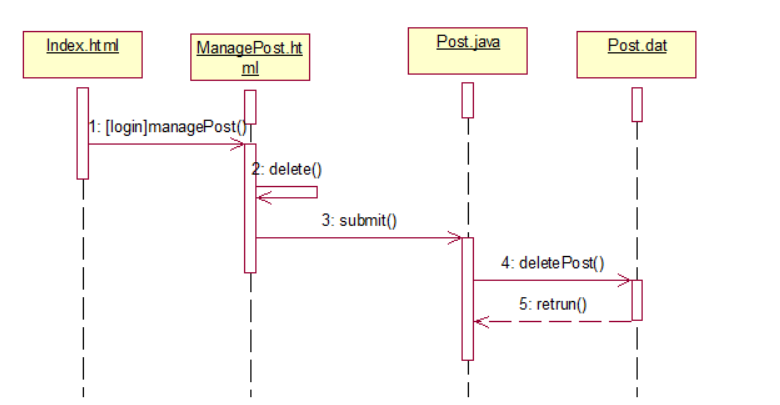 Index.html
ManagePost.ht
ml
Post.java
Post.dat
1: [login]managePost()
2: delete()
3: submit()
4: deletePost()
5: retrun()